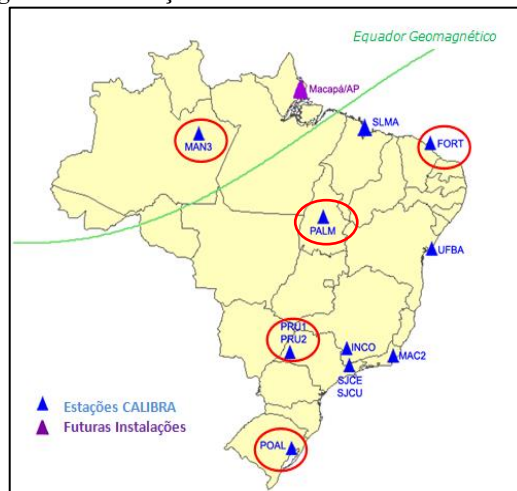 Equador Geomagnético
Macapá/AP
SLMA
FORT
MAN3
PALM
UFBA
PRU1
PRU2
INCO
MAC2
SJCE
SJCU
POAL
Estações CALIBRA
Futuras Instalações